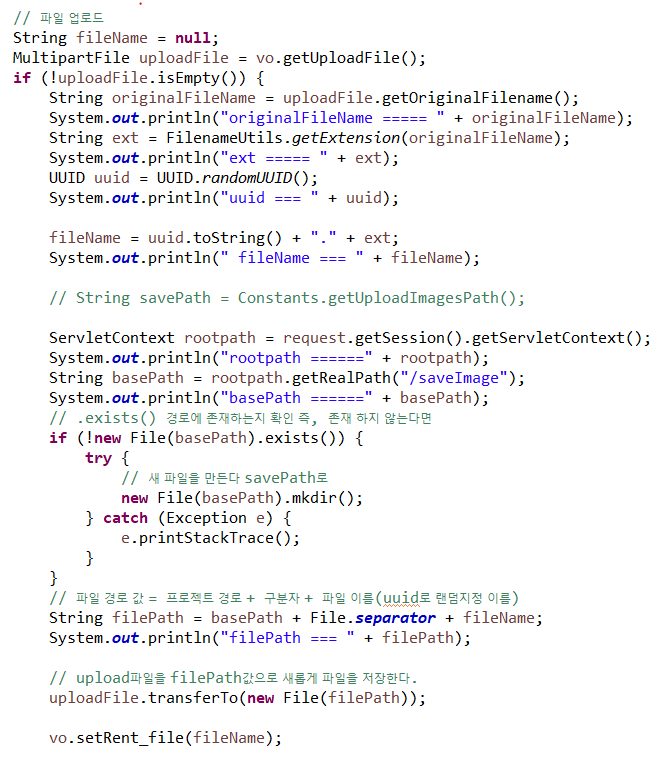 // 파일 업로드
String fileName = null;
MultipartFile uploadFile = vo.getUploadFile();
if (!uploadFile.isEmpty()) {
    String originalFileName = uploadFile.getOriginalFilename();
    System.out.println("originalFileName ===== " + originalFileName);
    String ext = FilenameUtils.getExtension(originalFileName);
    System.out.println("ext ===== " + ext);
    UUID uuid = UUID.randomUUID();
    System.out.println("uuid === " + uuid);

    fileName = uuid.toString() + "." + ext;
    System.out.println(" fileName === " + fileName);

    // String savePath = Constants.getUploadImagesPath();

    ServletContext rootpath = request.getSession().getServletContext();
    System.out.println("rootpath ======" + rootpath);
    String basePath = rootpath.getRealPath("/saveImage");
    System.out.println("basePath ======" + basePath);
    // .exists() 경로에 존재하는지 확인 즉, 존재 하지 않는다면
    if (!new File(basePath).exists()) {
        try {
            // 새 파일을 만든다 savePath로
            new File(basePath).mkdir();
        } catch (Exception e) {
            e.printStackTrace();
        }
    }
    // 파일 경로 값 = 프로젝트 경로 + 구분자 + 파일 이름(uuid로 랜덤지정 이름)
    String filePath = basePath + File.separator + fileName;
    System.out.println("filePath === " + filePath);

    // upload파일을 filePath값으로 새롭게 파일을 저장한다.
    uploadFile.transferTo(new File(filePath));

    vo.setRent_file(fileName);